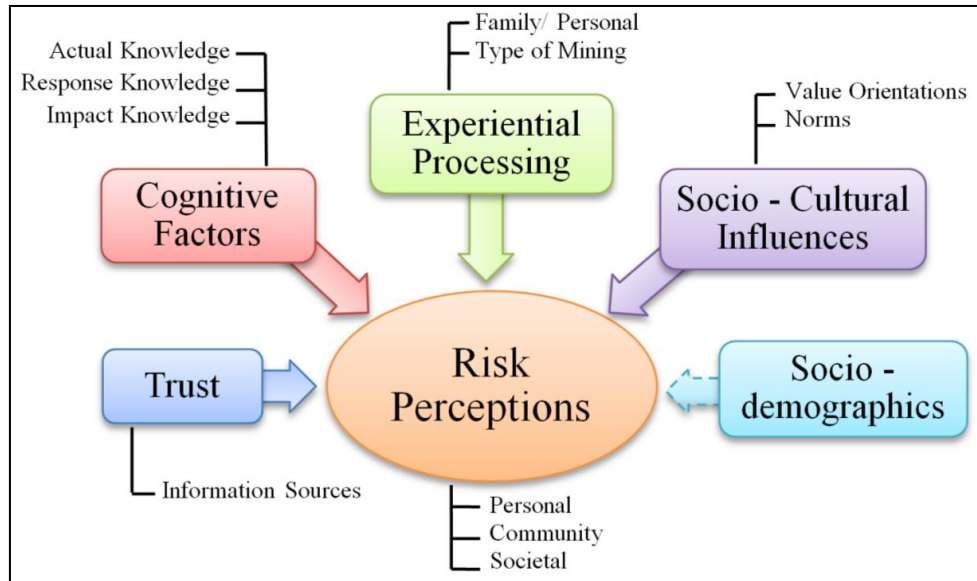 Family/ Personal
Type of Mining
Actual Knowledge
Response Knowledge
Impact Knowledge
Value Orientations
Norms
Experiential
Processing
Cognitive
Factors
Socio - Cultural
Influences
Trust
Risk
Perceptions
Socio -
demographics
Information Sources
Personal
Community
Societal